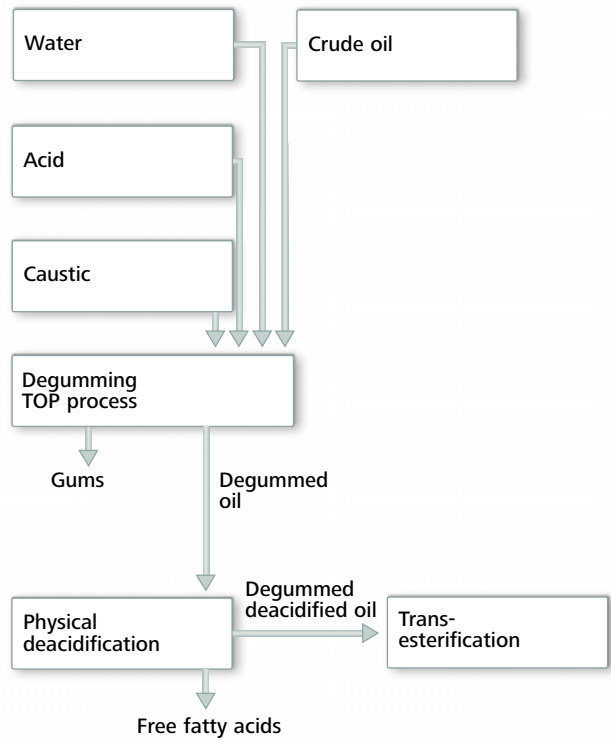 Water
Crude oil
Acid
Caustic
Degumming
TOP process
Gums
Degummed
oil
Degummed
deacidified oil
Physical
deacidification
Trans-
esterification
Free fatty acids